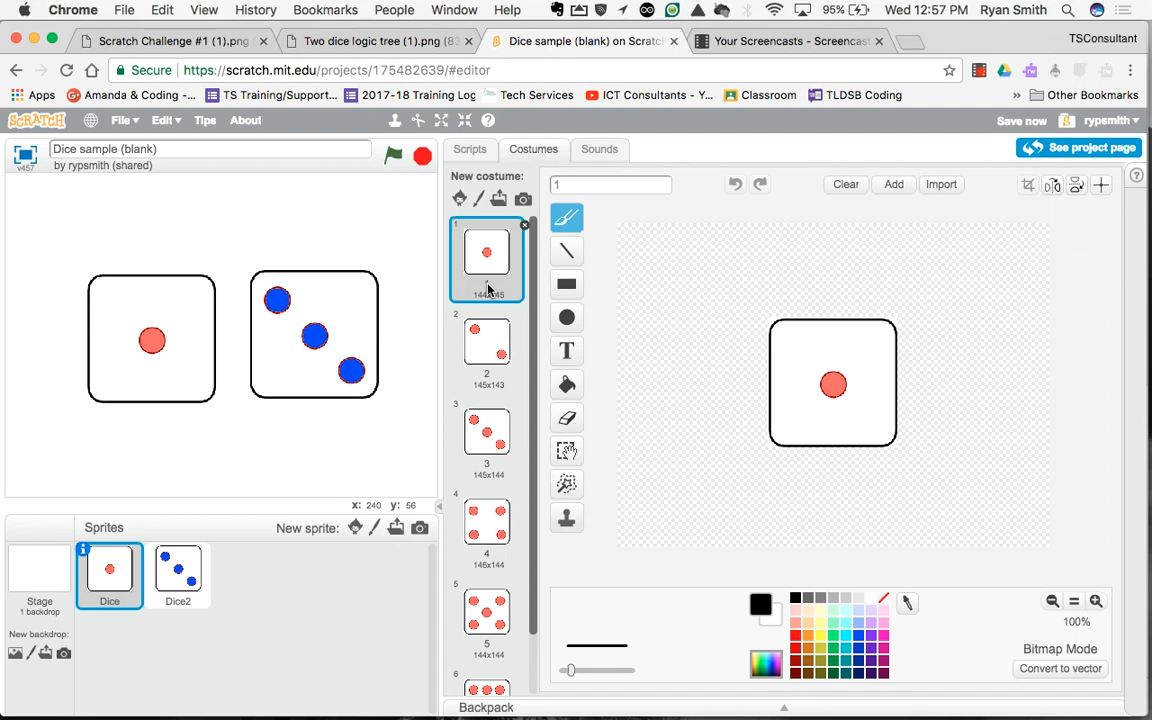 Chrome File Edit View History Bookmarks People Window Help 95% Wed 12:57 PM Ryan Smith
Scratch Challenge #1 (1).png Two dice logic tree (1).png (83 Dice sample (blank) on Scratch Your Screencasts - Screencast TSConsultant
Secure https://scratch.mit.edu/projects/175482639/#editor
Apps Amanda & Coding -... TS Training/Support... 2017-18 Training Log Tech Services ICT Consultants - Y... Classroom TLDSB Coding » Other Bookmarks
SCRATCH File Edit Tips About Save now rypsmith
v457 Dice sample (blank) Scripts Costumes Sounds See project page
by rypsmith (shared)
New costume: 1 Clear Add Import
1
144x145
2
2
145x143
3
3
145x144
4
4
146x144
5
5
144x144
6
x: 240 y: 56
Sprites New sprite:
Stage
1 backdrop
Dice Dice2
New backdrop:
100%
Bitmap Mode
Convert to vector
Backpack